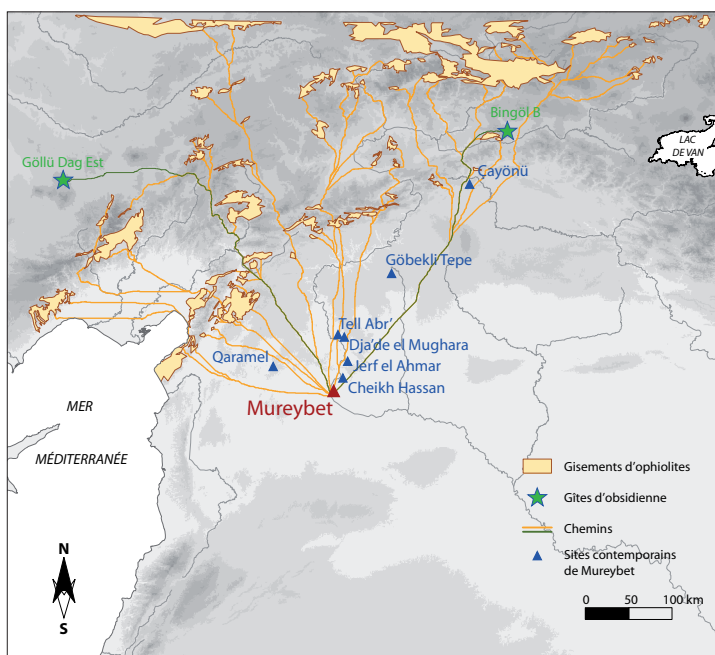 Bingöl B
LAC
DE VAN
Göllü Dag Est
Çayönü
Göbekli Tepe
Tell Abr'
Dja'de el Mughara
Qaramel
Jerf el Ahmar
Cheikh Hassan
Mureybet
MER
MÉDITERRANÉE
Gisements d'ophiolites
Gîtes d'obsidienne
Chemins
Sites contemporains
de Mureybet
N
S
0 50 100 km